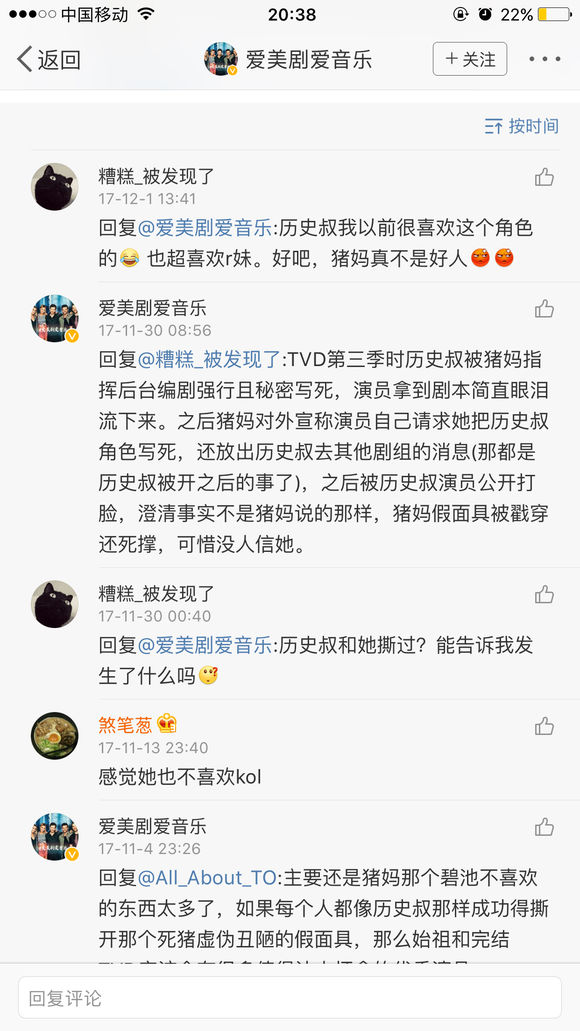 中国移动
20:38
22%
返回
爱美剧爱音乐
+关注
按时间
糟糕_被发现了
17-12-1 13:41
回复@爱美剧爱音乐:历史叔我以前很喜欢这个角色
的 也超喜欢r妹。好吧，猪妈真不是好人
爱美剧爱音乐
17-11-30 08:56
回复@糟糕_被发现了:TVD第三季时历史叔被猪妈指
挥后台编剧强行且秘密写死，演员拿到剧本简直眼泪
流下来。之后猪妈对外宣称演员自己请求她把历史叔
角色写死，还放出历史叔去其他剧组的消息(那都是
历史叔被开之后的事了)，之后被历史叔演员公开打
脸，澄清事实不是猪妈说的那样，猪妈假面具被戳穿
还死撑，可惜没人信她。
糟糕_被发现了
17-11-30 00:40
回复@爱美剧爱音乐:历史叔和她撕过？能告诉我发
生了什么吗
煞笔葱
17-11-13 23:40
感觉她也不喜欢kol
爱美剧爱音乐
17-11-4 23:26
回复@All_About_TO:主要还是猪妈那个碧池不喜欢
的东西太多了，如果每个人都像历史叔那样成功得撕
开那个死猪虚伪丑陋的假面具，那么始祖和完结
回复评论